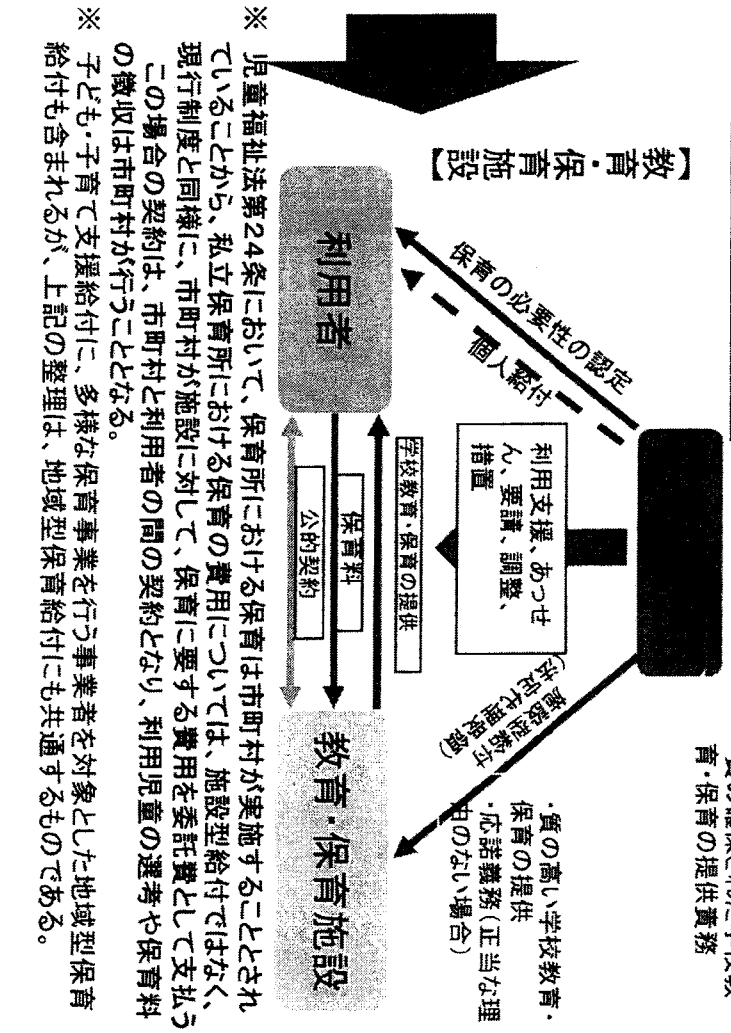 育・保育の提供責務
【教育・保育施設】
保育の必要性の認定
個人給付
利用支援、あっせ
ん、要請、調整、
措置
施設型給付
(法定代理受領)
・質の高い学校教育・
保育の提供
・応諾義務(正当な理
由のない場合)
利用者
学校教育・保育の提供
保育料
公的契約
教育・保育施設
※ 児童福祉法第24条において、保育所における保育は市町村が実施することとされ
ていることから、私立保育所における保育の費用については、施設型給付ではなく、
現行制度と同様に、市町村が施設に対して、保育に要する費用を委託費として支払う
この場合の契約は、市町村と利用者の間の契約となり、利用児童の選考や保育料
の徴収は市町村が行うこととなる。
※ 子ども・子育て支援給付に、多様な保育事業を行う事業者を対象とした地域型保育
給付も含まれるが、上記の整理は、地域型保育給付にも共通するものである。